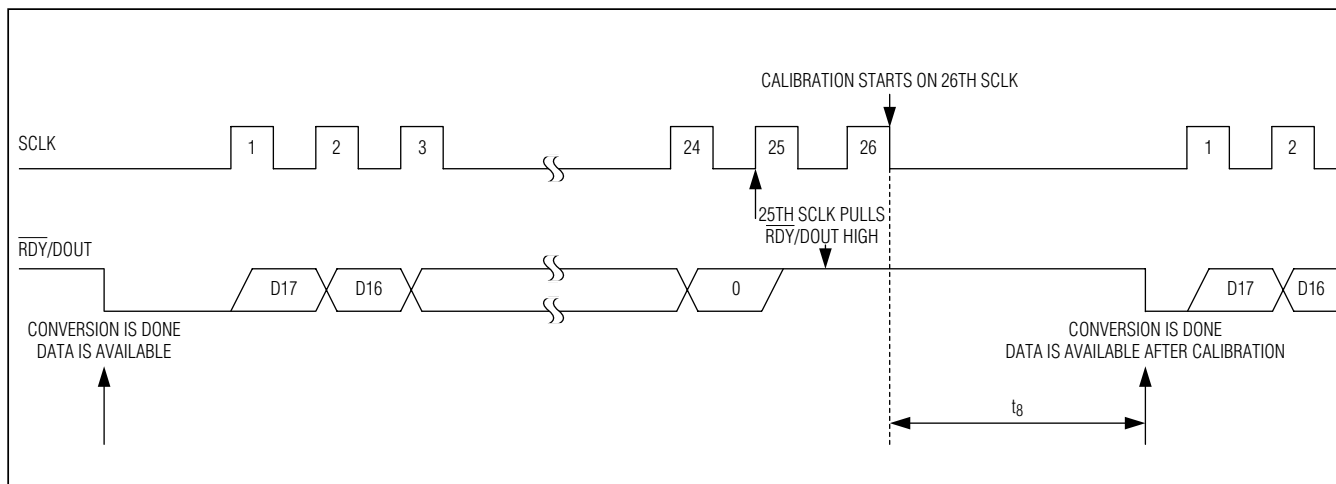 CALIBRATION STARTS ON 26TH SCLK
SCLK
1
2
3
24
25
26
1
2
25TH SCLK PULLS
RDY/DOUT HIGH
RDY/DOUT
D17
D16
0
D17
D16
CONVERSION IS DONE
DATA IS AVAILABLE
CONVERSION IS DONE
DATA IS AVAILABLE AFTER CALIBRATION
t8